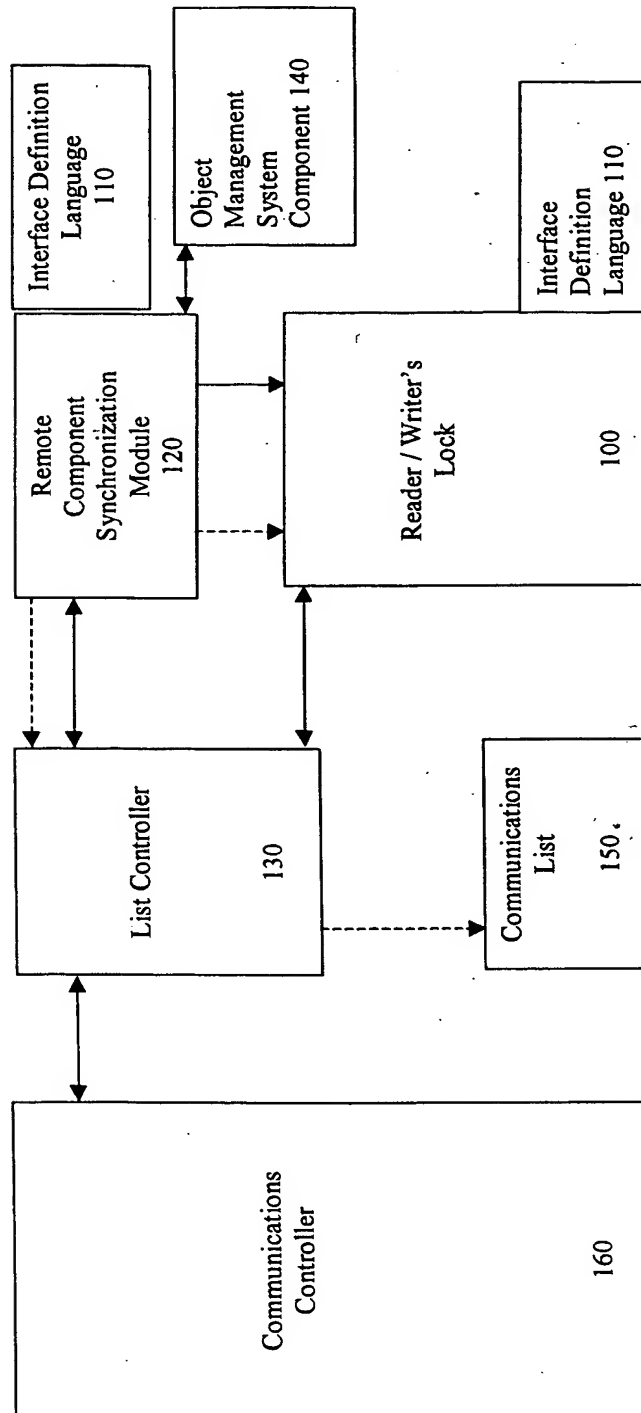 Communications
Controller
160
List Controller
130
Communications
List
150
Remote
Component
Synchronization
Module
120
Reader / Writer's
Lock
100
Interface Definition
Language
110
Object
Management
System
Component 140
Interface
Definition
Language 110